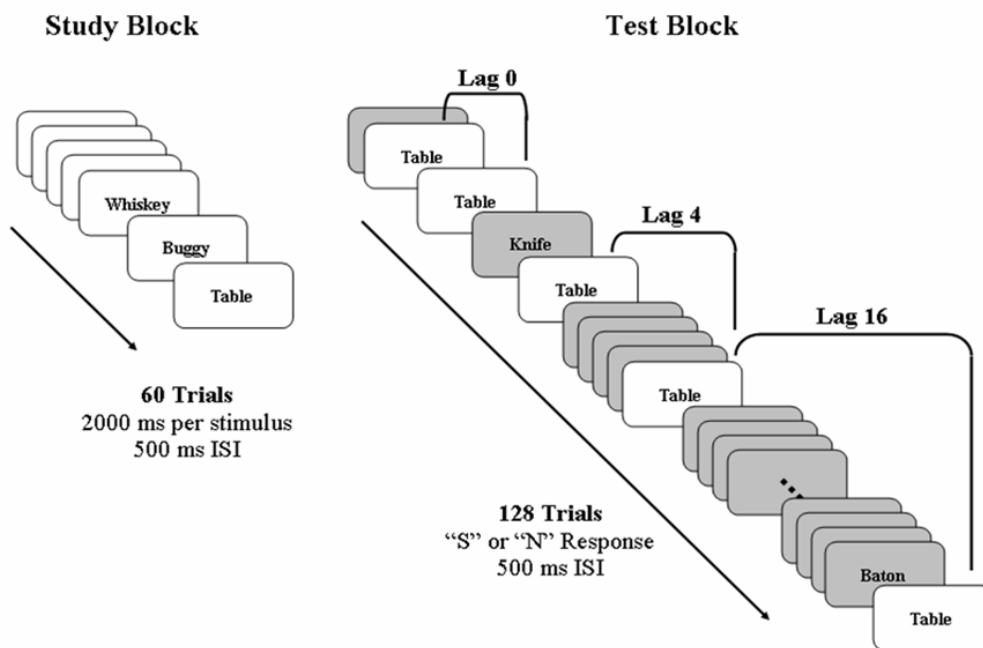 Study Block
Whiskey
Buggy
Table
60 Trials
2000 ms per stimulus
500 ms ISI
Test Block
Lag 0
Table
Table
Knife
Lag 4
Table
Lag 16
Table
128 Trials
“S” or “N” Response
500 ms ISI
Baton
Table